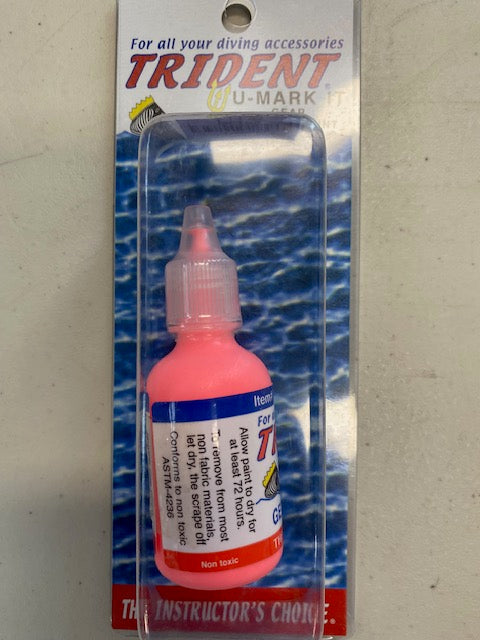 For all your diving accessories
TRIDENT®
U-MARK IT
GEAR
Item#
For
Allow paint to dry for
at least 72 hours.
To remove from most
non fabric materials,
let dry, the scrape off
Conforms to non toxic
ASTM-4236
Non toxic
THE INSTRUCTOR'S CHOICE®